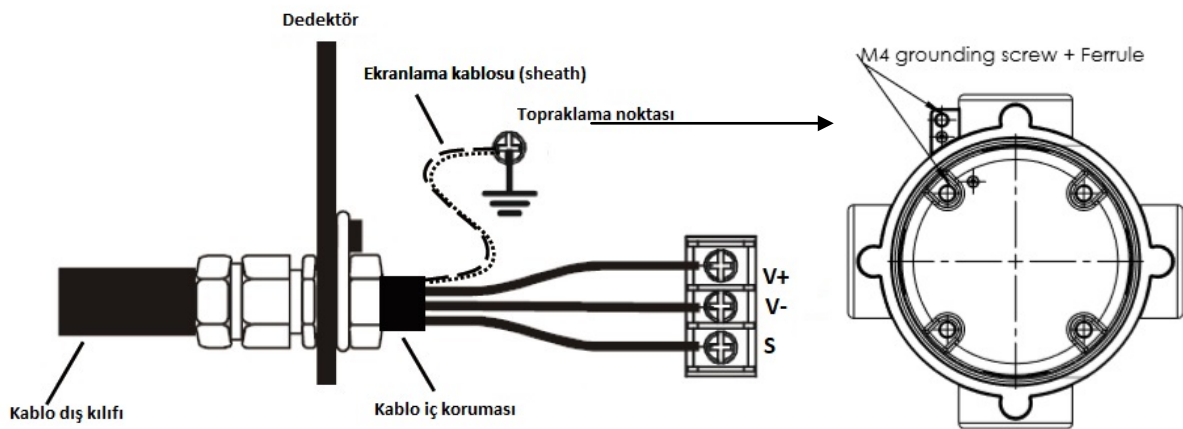 Dedektör
Ekranlama kablosu (sheath)
Topraklama noktası
M4 grounding screw + Ferrule
V+
V-
S
Kablo dış kılıfı
Kablo iç koruması